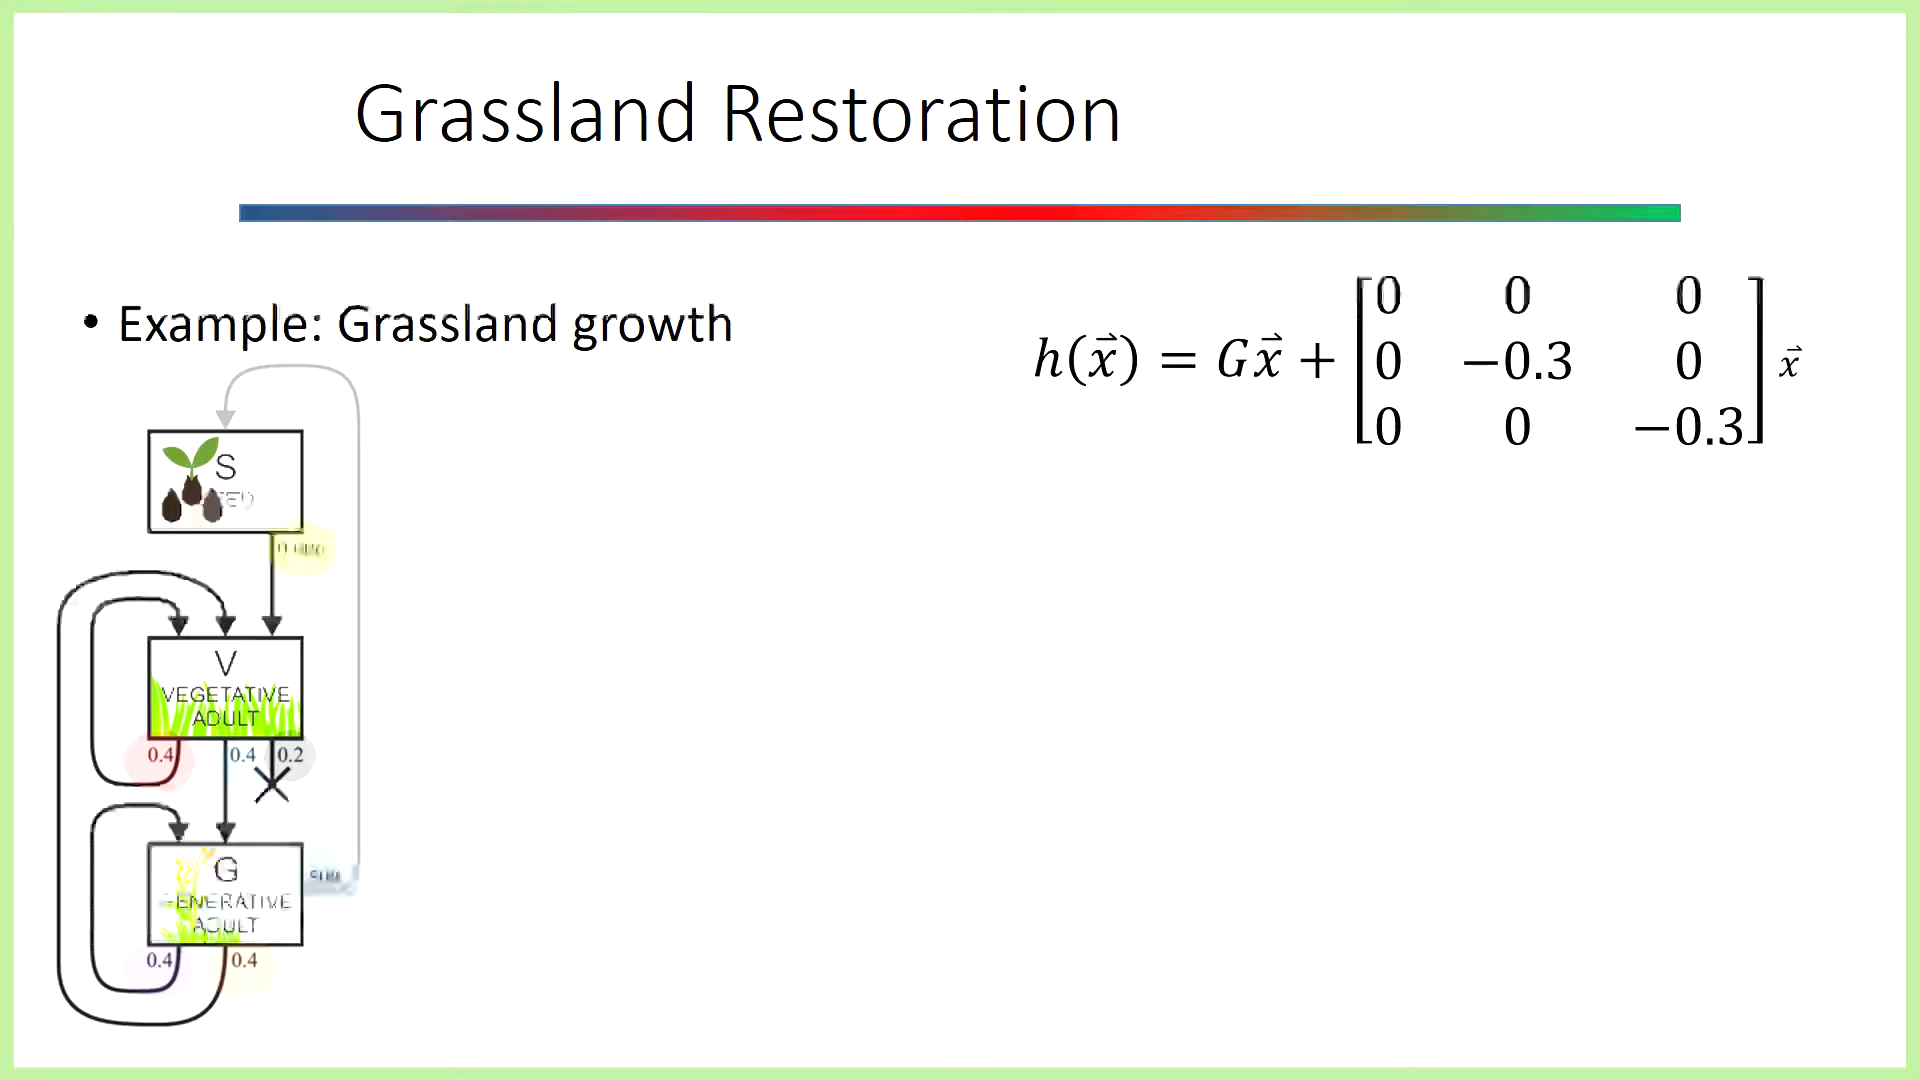 Grassland Restoration
• Example: Grassland growth
h(x⃗) = Gx⃗ + [0 0 0; 0 −0.3 0; 0 0 −0.3] x⃗
S
V
VEGETATIVE
ADULT
0.4 0.4 0.2
G
ADULT
0.4 0.4